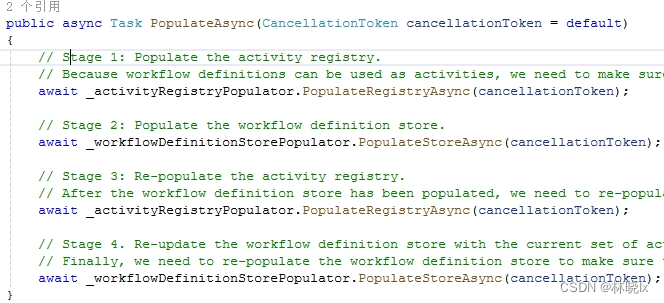 2 个引用
public async Task PopulateAsync(CancellationToken cancellationToken = default)
{
// Stage 1: Populate the activity registry.
// Because workflow definitions can be used as activities, we need to make sure
await _activityRegistryPopulator.PopulateRegistryAsync(cancellationToken);
// Stage 2: Populate the workflow definition store.
await _workflowDefinitionStorePopulator.PopulateStoreAsync(cancellationToken);
// Stage 3: Re-populate the activity registry.
// After the workflow definition store has been populated, we need to re-popula
await _activityRegistryPopulator.PopulateRegistryAsync(cancellationToken);
// Stage 4. Re-update the workflow definition store with the current set of act
// Finally, we need to re-populate the workflow definition store to make sure
await _workflowDefinitionStorePopulator.PopulateStoreAsync(cancellationToken);
}
CSDN @林晓lx